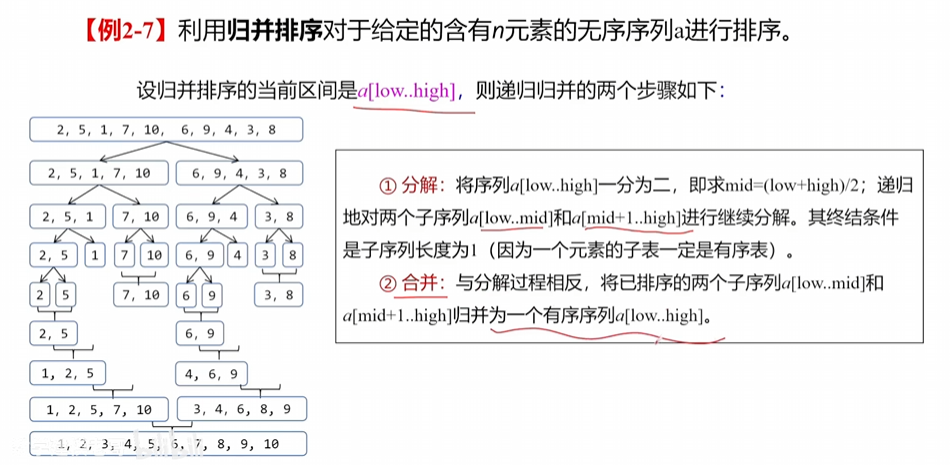 【例2-7】利用归并排序对于给定的含有n元素的无序序列a进行排序。
设归并排序的当前区间是a[low..high]，则递归归并的两个步骤如下：
2, 5, 1, 7, 10, 6, 9, 4, 3, 8
2, 5, 1, 7, 10
6, 9, 4, 3, 8
2, 5, 1
7, 10
6, 9, 4
3, 8
2, 5
1
7
10
6, 9
4
3
8
2
5
7, 10
6
9
3, 8
2, 5
6, 9
1, 2, 5
4, 6, 9
1, 2, 5, 7, 10
3, 4, 6, 8, 9
1, 2, 3, 4, 5, 6, 7, 8, 9, 10
① 分解：将序列a[low..high]一分为二，即求mid=(low+high)/2；递归
地对两个子序列a[low..mid]和a[mid+1..high]进行继续分解。其终结条件
是子序列长度为1（因为一个元素的子表一定是有序表）。
② 合并：与分解过程相反，将已排序的两个子序列a[low..mid]和
a[mid+1..high]归并为一个有序序列a[low..high]。